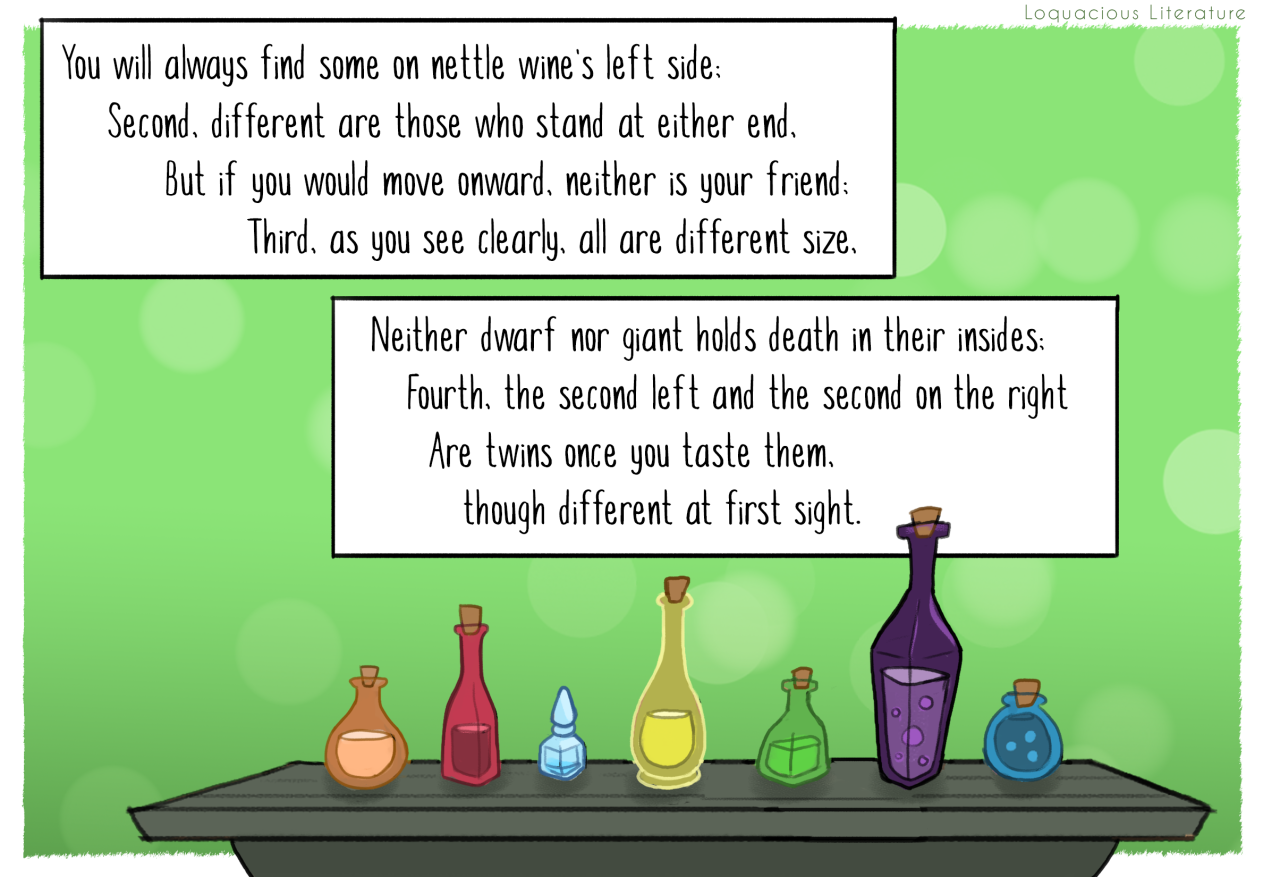 Loquacious Literature
You will always find some on nettle wine's left side;
Second, different are those who stand at either end,
But if you would move onward, neither is your friend;
Third, as you see clearly, all are different size,
Neither dwarf nor giant holds death in their insides;
Fourth, the second left and the second on the right
Are twins once you taste them,
though different at first sight.